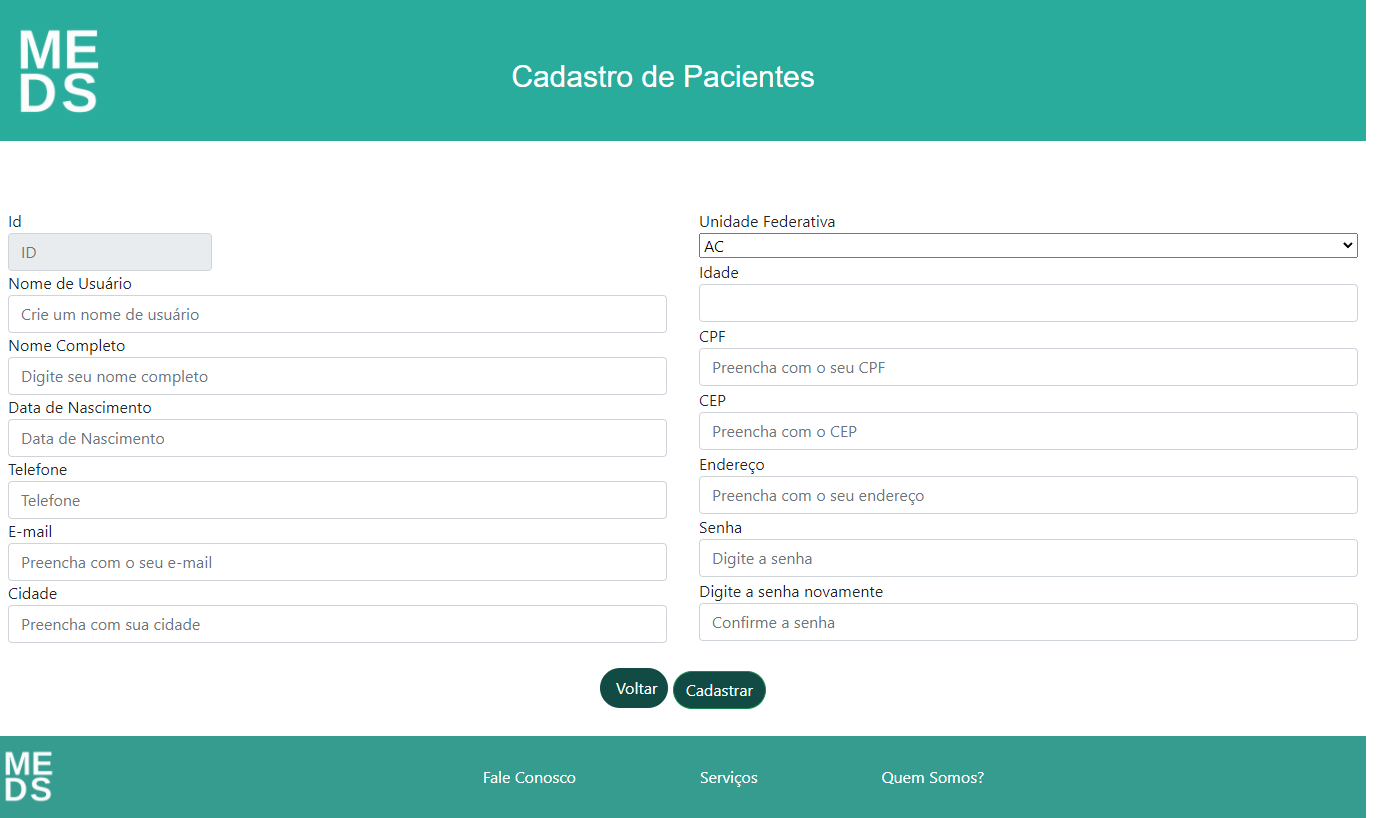 ME
DS
Cadastro de Pacientes
Id
ID
Nome de Usuário
Crie um nome de usuário
Nome Completo
Digite seu nome completo
Data de Nascimento
Data de Nascimento
Telefone
Telefone
E-mail
Preencha com o seu e-mail
Cidade
Preencha com sua cidade
Unidade Federativa
AC
Idade
CPF
Preencha com o seu CPF
CEP
Preencha com o CEP
Endereço
Preencha com o seu endereço
Senha
Digite a senha
Digite a senha novamente
Confirme a senha
Voltar Cadastrar
ME
DS
Fale Conosco Serviços Quem Somos?